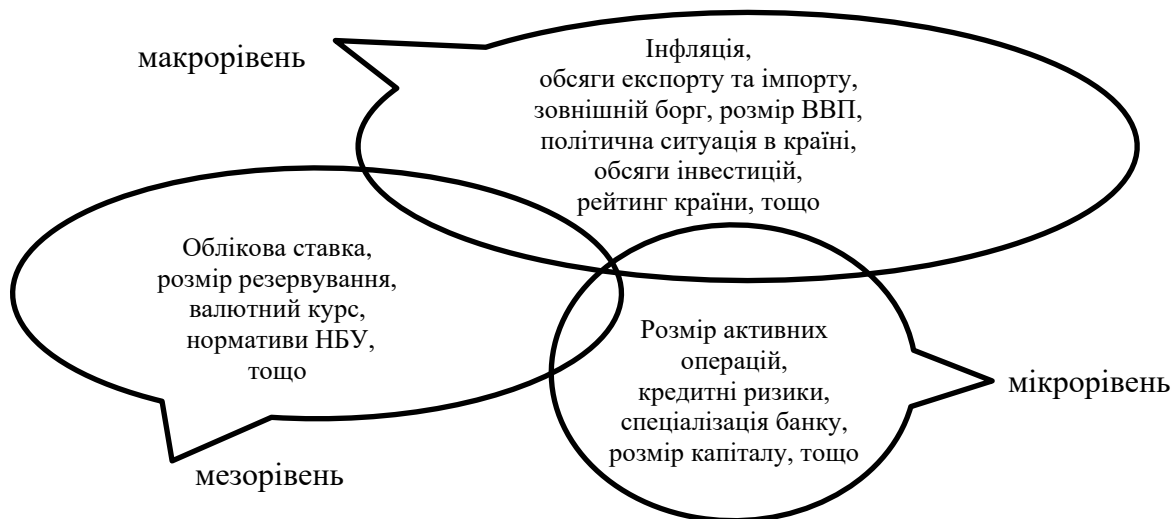 макрорівень
Інфляція,
обсяги експорту та імпорту,
зовнішній борг, розмір ВВП,
політична ситуація в країні,
обсяги інвестицій,
рейтинг країни, тощо
Облікова ставка,
розмір резервування,
валютний курс,
нормативи НБУ,
тощо
мезорівень
Розмір активних
операцій,
кредитні ризики,
спеціалізація банку,
розмір капіталу, тощо
мікрорівень